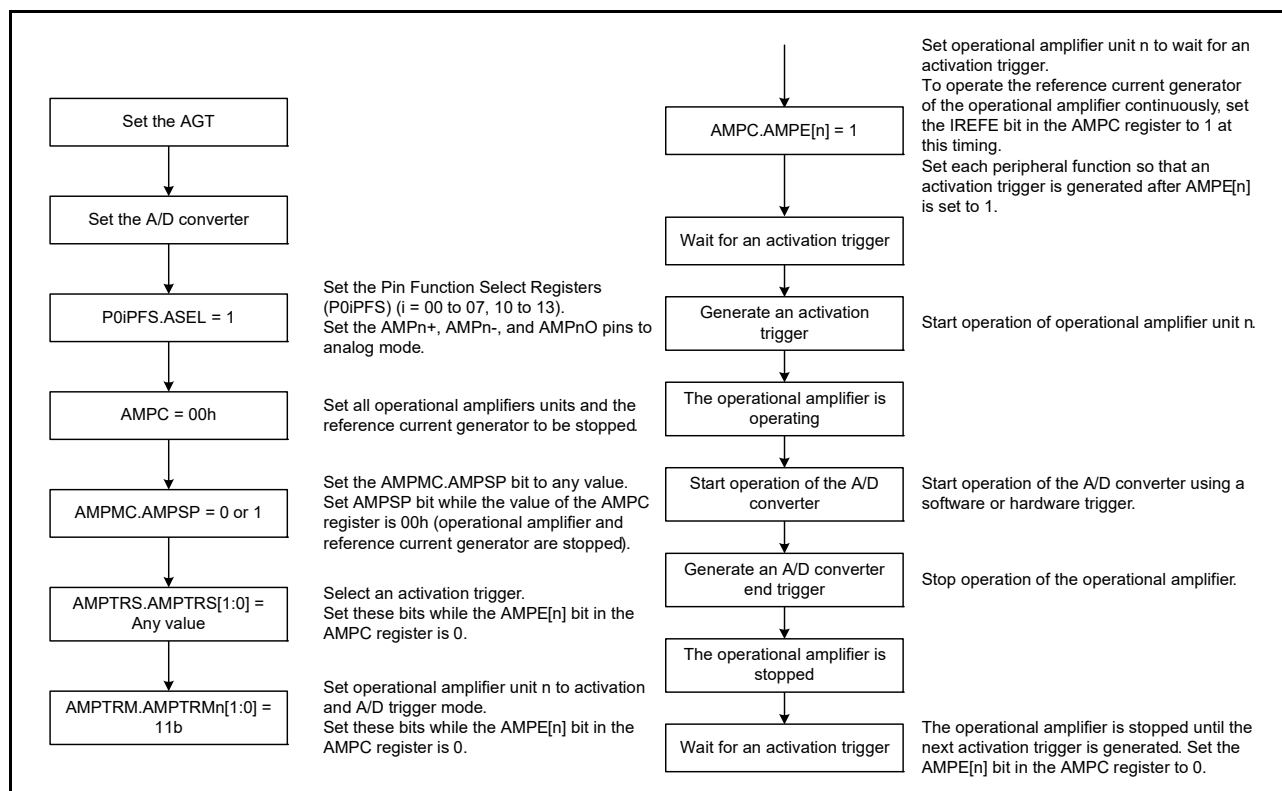 Set the AGT
Set the A/D converter
P0iPFS.ASEL = 1
Set the Pin Function Select Registers
(P0iPFS) (i = 00 to 07, 10 to 13).
Set the AMPn+, AMPn-, and AMPnO pins to
analog mode.
AMPC = 00h
Set all operational amplifiers units and the
reference current generator to be stopped.
AMPMC.AMPSP = 0 or 1
Set the AMPMC.AMPSP bit to any value.
Set AMPSP bit while the value of the AMPC
register is 00h (operational amplifier and
reference current generator are stopped).
AMPTRS.AMPTRS[1:0] =
Any value
Select an activation trigger.
Set these bits while the AMPE[n] bit in the
AMPC register is 0.
AMPTRM.AMPTRMn[1:0] =
11b
Set operational amplifier unit n to activation
and A/D trigger mode.
Set these bits while the AMPE[n] bit in the
AMPC register is 0.
AMPC.AMPE[n] = 1
Set operational amplifier unit n to wait for an
activation trigger.
To operate the reference current generator
of the operational amplifier continuously, set
the IREFE bit in the AMPC register to 1 at
this timing.
Set each peripheral function so that an
activation trigger is generated after AMPE[n]
is set to 1.
Wait for an activation trigger
Generate an activation
trigger
Start operation of operational amplifier unit n.
The operational amplifier is
operating
Start operation of the A/D
converter
Start operation of the A/D converter using a
software or hardware trigger.
Generate an A/D converter
end trigger
Stop operation of the operational amplifier.
The operational amplifier is
stopped
Wait for an activation trigger
The operational amplifier is stopped until the
next activation trigger is generated. Set the
AMPE[n] bit in the AMPC register to 0.